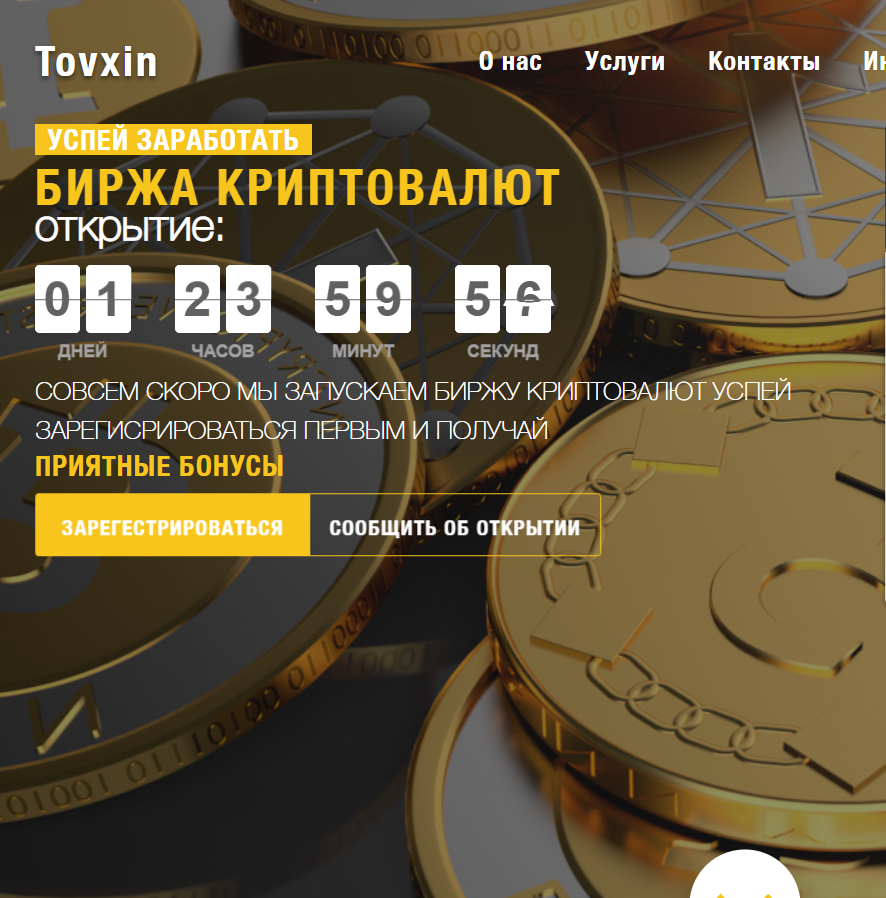 Tovxin
О нас Услуги Контакты
УСПЕЙ ЗАРАБОТАТЬ
БИРЖА КРИПТОВАЛЮТ
открытие:
01 23 59 56
ДНЕЙ ЧАСОВ МИНУТ СЕКУНД
СОВСЕМ СКОРО МЫ ЗАПУСКАЕМ БИРЖУ КРИПТОВАЛЮТ УСПЕЙ
ЗАРЕГИСРИРОВАТЬСЯ ПЕРВЫМ И ПОЛУЧАЙ
ПРИЯТНЫЕ БОНУСЫ
ЗАРЕГЕСТРИРОВАТЬСЯ СООБЩИТЬ ОБ ОТКРЫТИИ